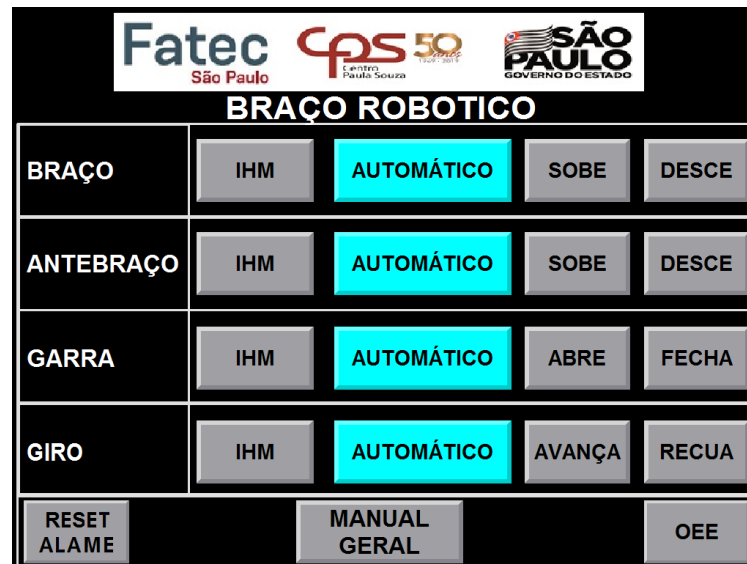 Fatec
São Paulo
CPS 50 anos
Centro
Paula Souza
SÃO
PAULO
GOVERNO DO ESTADO
BRAÇO ROBOTICO
BRAÇO IHM AUTOMÁTICO SOBE DESCE
ANTEBRAÇO IHM AUTOMÁTICO SOBE DESCE
GARRA IHM AUTOMÁTICO ABRE FECHA
GIRO IHM AUTOMÁTICO AVANÇA RECUA
RESET MANUAL
ALAME GERAL OEE